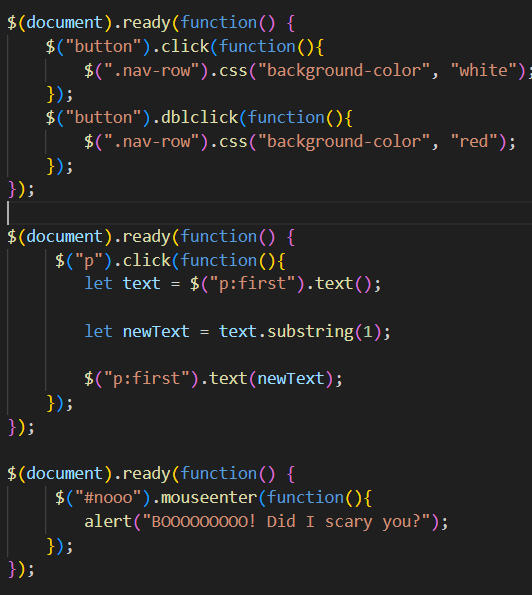 $(document).ready(function() {
$("button").click(function(){
$(".nav-row").css("background-color", "white");
});
$("button").dblclick(function(){
$(".nav-row").css("background-color", "red");
});
});
$(document).ready(function() {
$("p").click(function(){
let text = $("p:first").text();
let newText = text.substring(1);
$("p:first").text(newText);
});
});
$(document).ready(function() {
$("#nooo").mouseenter(function(){
alert("BOOOOOOOOO! Did I scary you?");
});
});